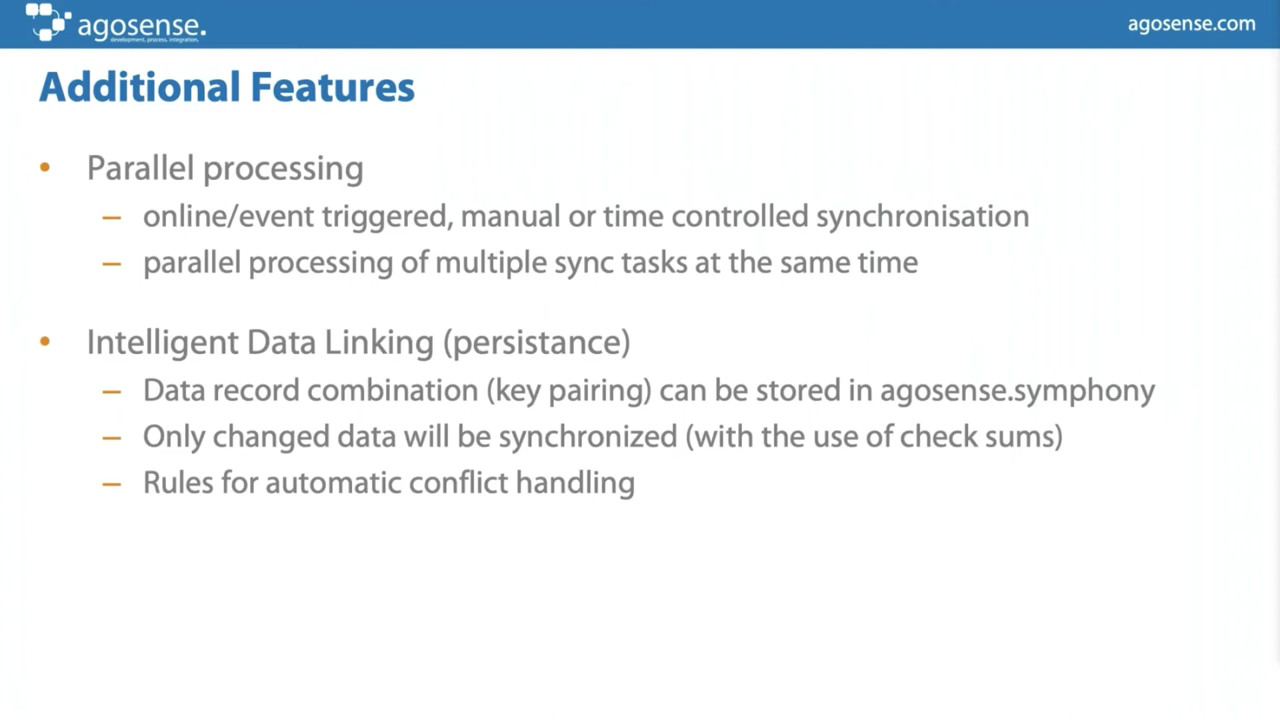 agosense.
development, process, integration.
agosense.com
Additional Features
• Parallel processing
– online/event triggered, manual or time controlled synchronisation
– parallel processing of multiple sync tasks at the same time
• Intelligent Data Linking (persistance)
– Data record combination (key pairing) can be stored in agosense.symphony
– Only changed data will be synchronized (with the use of check sums)
– Rules for automatic conflict handling